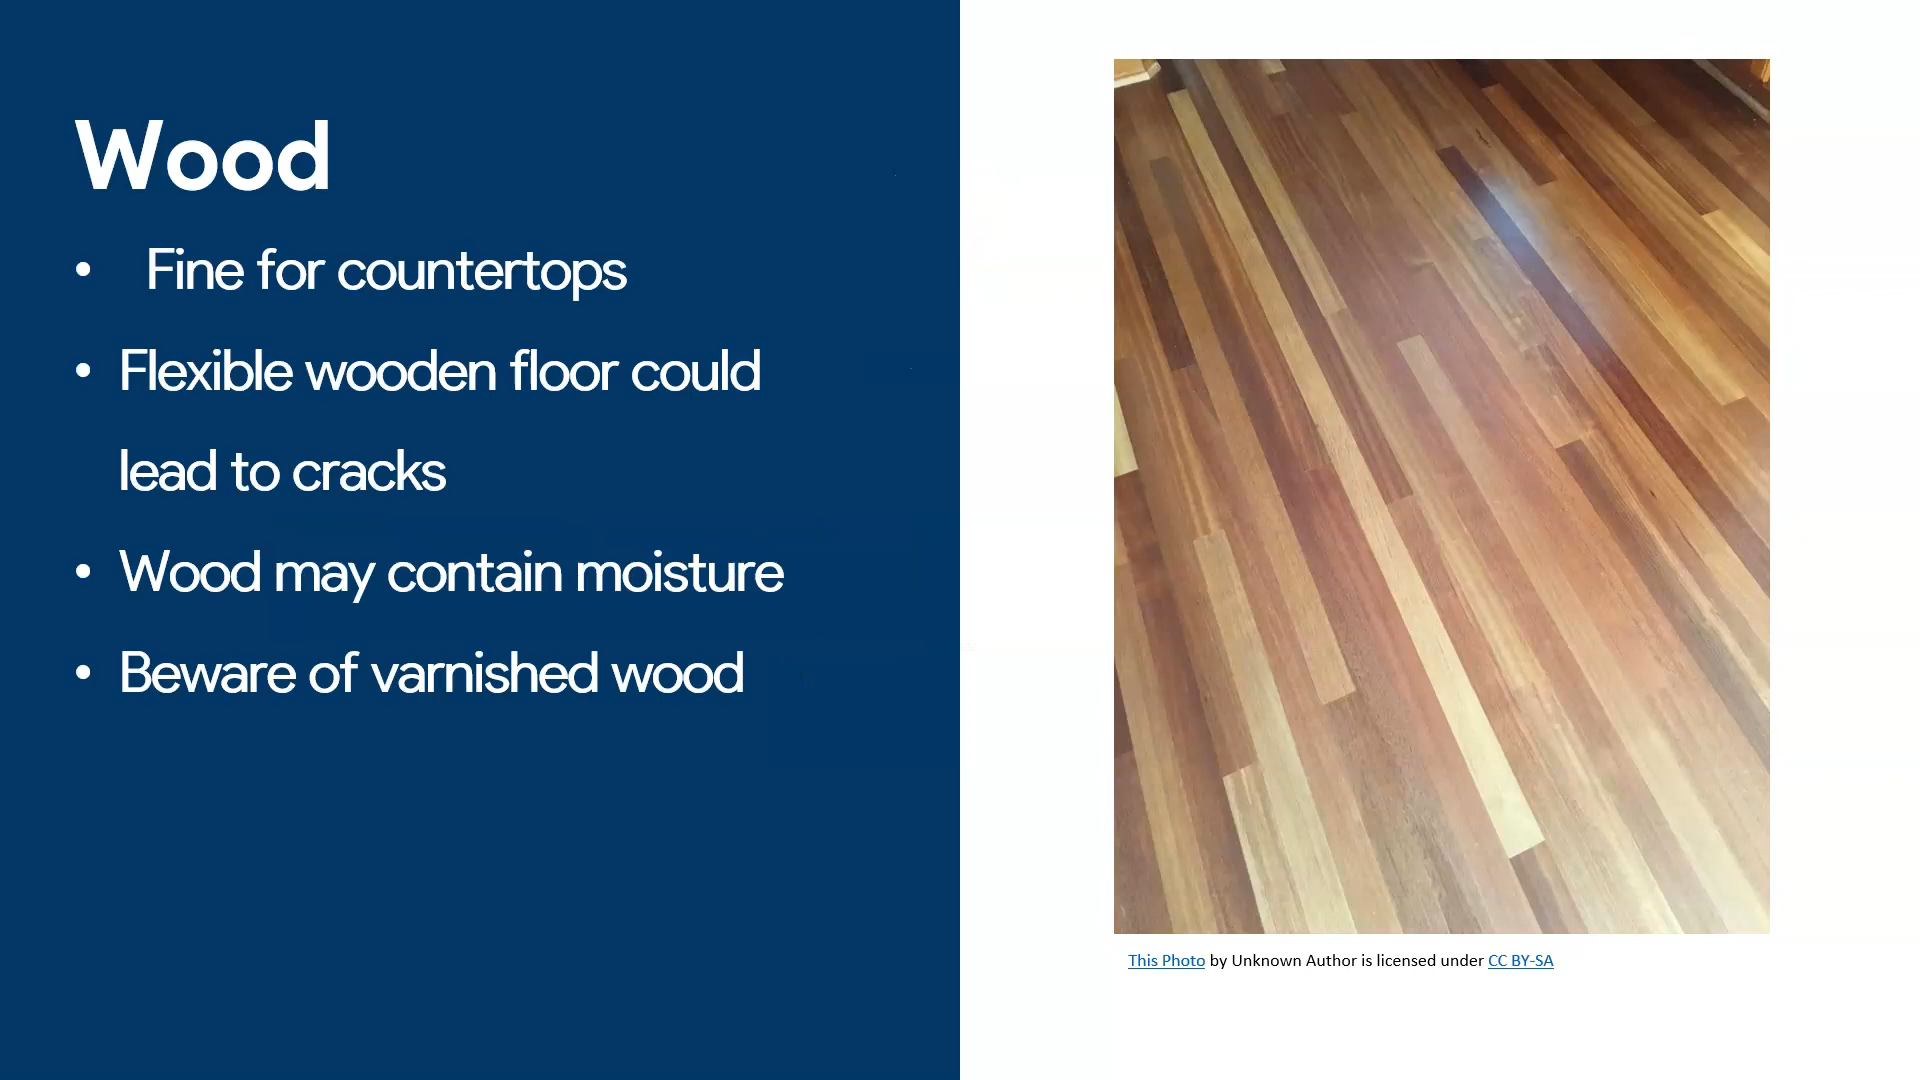 Wood
• Fine for countertops
• Flexible wooden floor could
lead to cracks
• Wood may contain moisture
• Beware of varnished wood
This Photo by Unknown Author is licensed under CC BY-SA